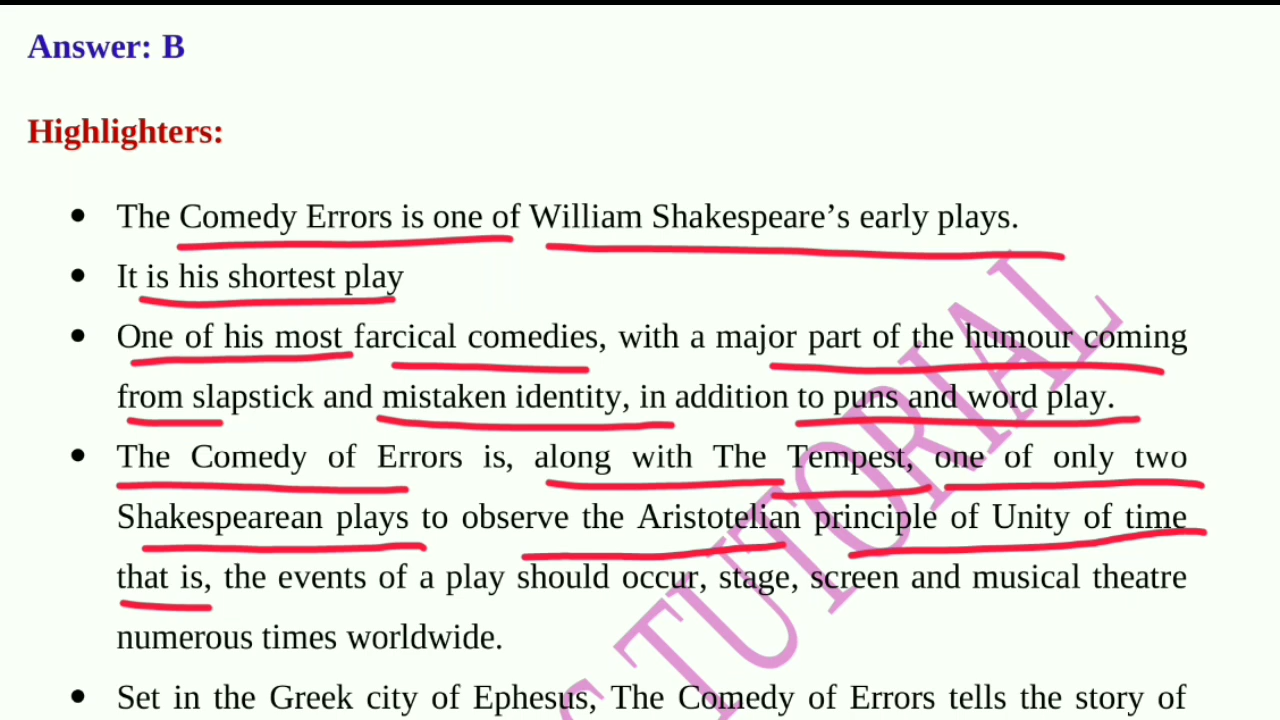 Answer: B
Highlighters:
• The Comedy Errors is one of William Shakespeare’s early plays.
• It is his shortest play
• One of his most farcical comedies, with a major part of the humour coming
from slapstick and mistaken identity, in addition to puns and word play.
• The Comedy of Errors is, along with The Tempest, one of only two
Shakespearean plays to observe the Aristotelian principle of Unity of time
that is, the events of a play should occur, stage, screen and musical theatre
numerous times worldwide.
• Set in the Greek city of Ephesus, The Comedy of Errors tells the story of
S TUTORIAL